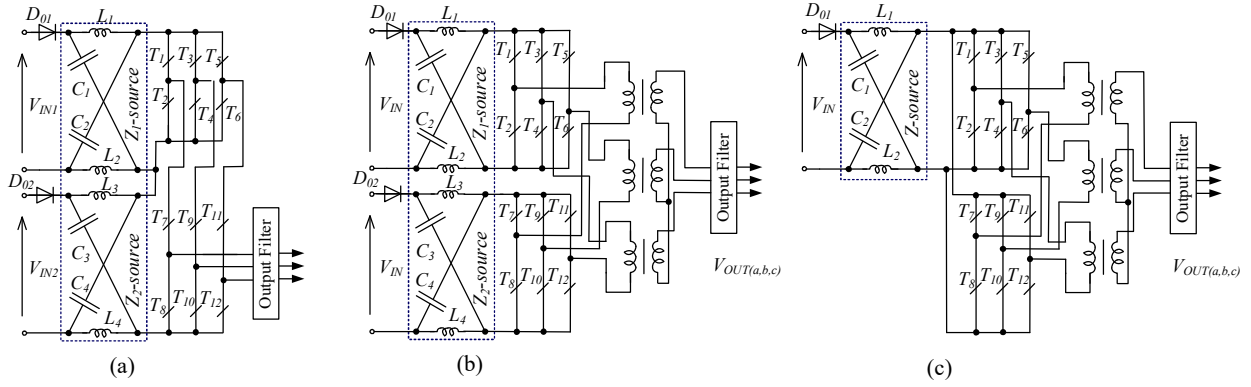 D01
L1
T1
T3
T5
C1
T2
T4
T6
VIN1
Z1-source
C2
L2
D02
L3
T7
T9
T11
C3
VIN2
Z2-source
C4
T8
T10
T12
L4
Output Filter
(a)
D01
L1
T1
T3
T5
C1
VIN
Z1-source
C2
T2
T4
T6
L2
D02
L3
T7
T9
T11
C3
VIN
Z2-source
C4
T8
T10
T12
L4
Output Filter
VOUT(a,b,c)
(b)
D01
L1
T1
T3
T5
C1
VIN
Z-source
C2
T2
T4
T6
L2
T7
T9
T11
T8
T10
T12
Output Filter
VOUT(a,b,c)
(c)